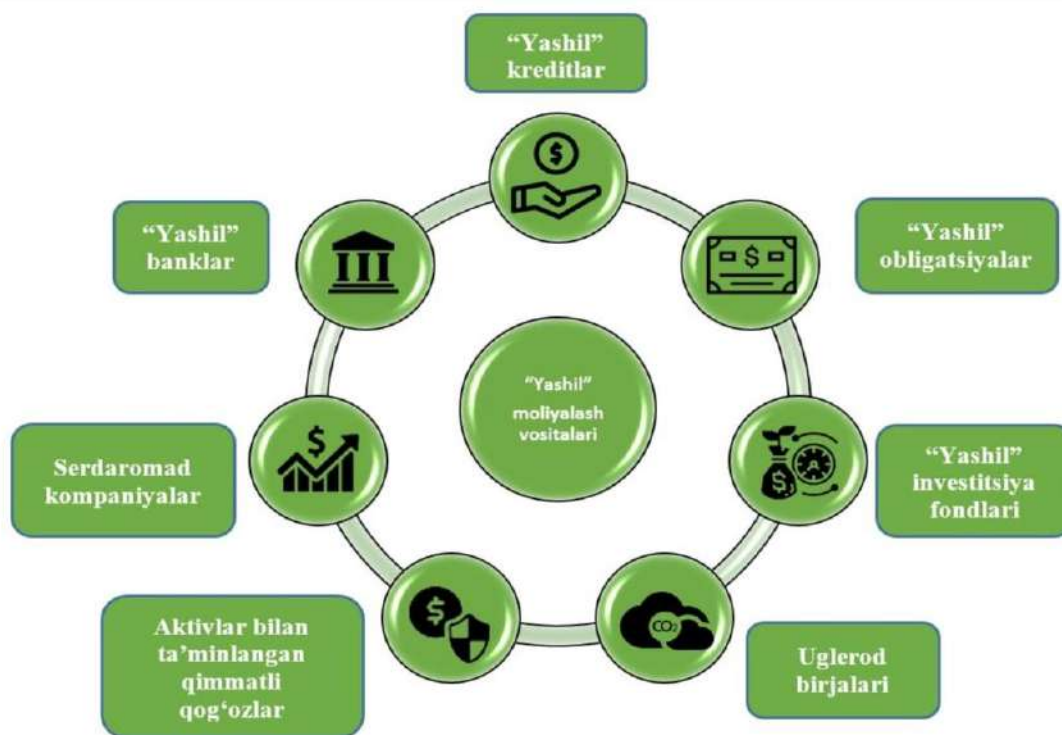 “Yashil”
kreditlar
“Yashil”
banklar
“Yashil”
obligatsiyalar
“Yashil”
moliyalash
vositalari
Serdaromad
kompaniyalar
“Yashil”
investitsiya
fondlari
Aktivlar bilan
ta’minlangan
qimmatli
qog‘ozlar
CO₂
Uglerod
birjalari
$
$
$
$
$